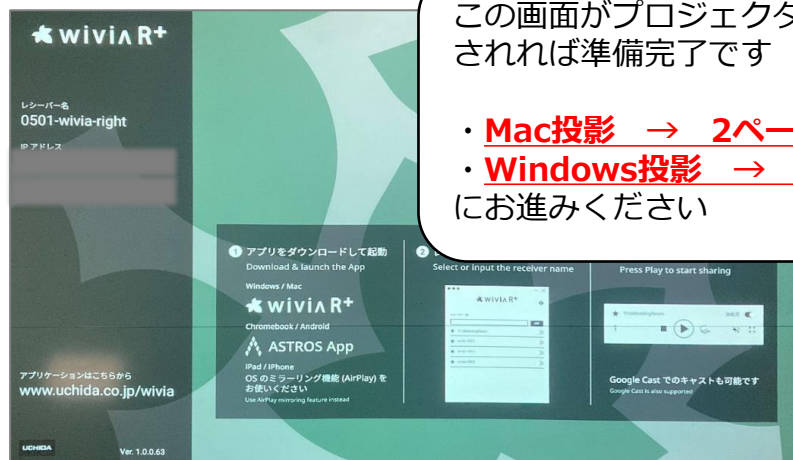 wivia R+
レシーバー名
0501-wivia-right
IP アドレス
この画面がプロジェクタ
されれば準備完了です
・Mac投影 → 2ペー
・Windows投影 →
にお進みください
1 アプリをダウンロードして起動
Download & launch the App
Windows / Mac
wivia R+
Chromebook / Android
ASTROS App
iPad / iPhone
OS のミラーリング機能 (AirPlay) を
お使いください
Use AirPlay mirroring feature instead
2
Select or input the receiver name
wivia R+
Press Play to start sharing
Google Cast でのキャストも可能です
Google Cast is also supported
アプリケーションはこちらから
www.uchida.co.jp/wivia
UCHIDA
Ver. 1.0.0.63